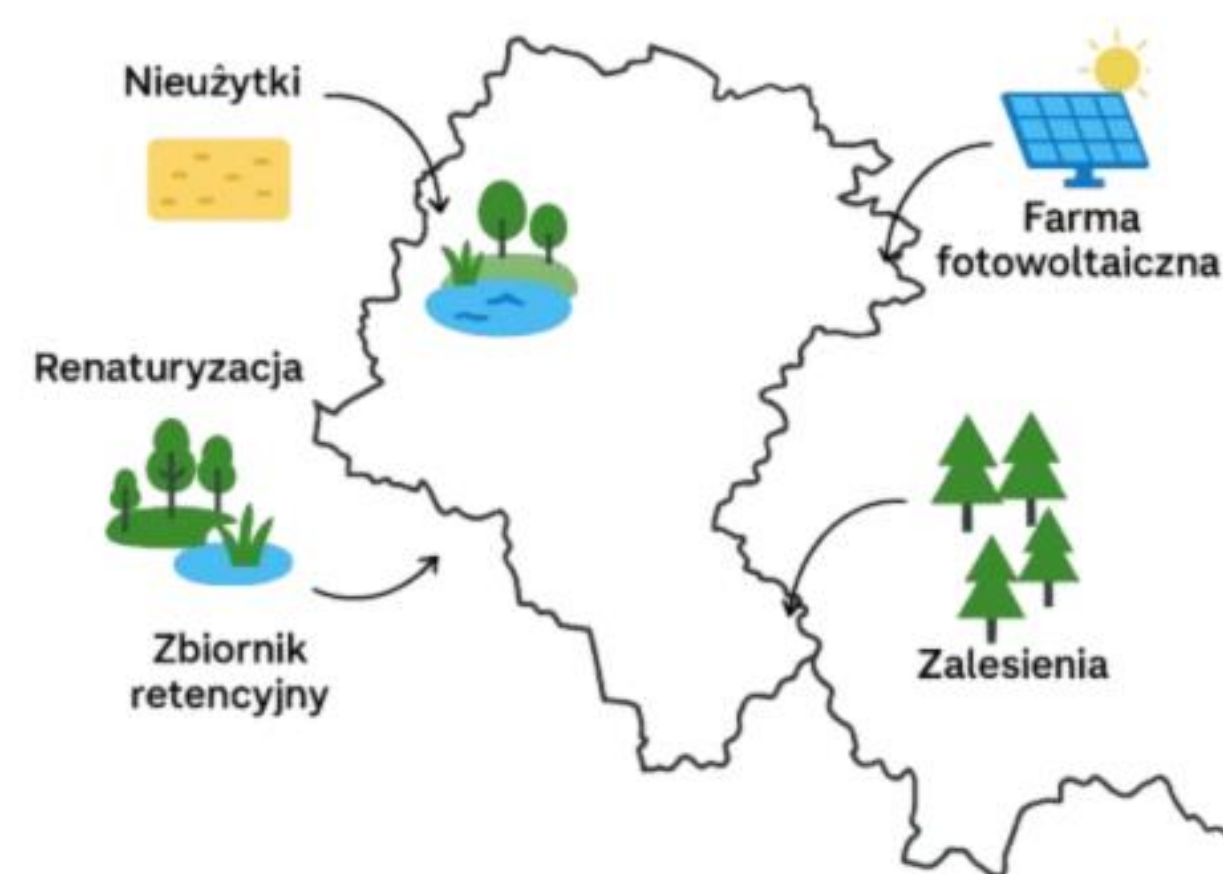 Nieużytki
Farma
fotowoltaiczna
Renaturyzacja
Zbiornik
retencyjny
Zalesienia